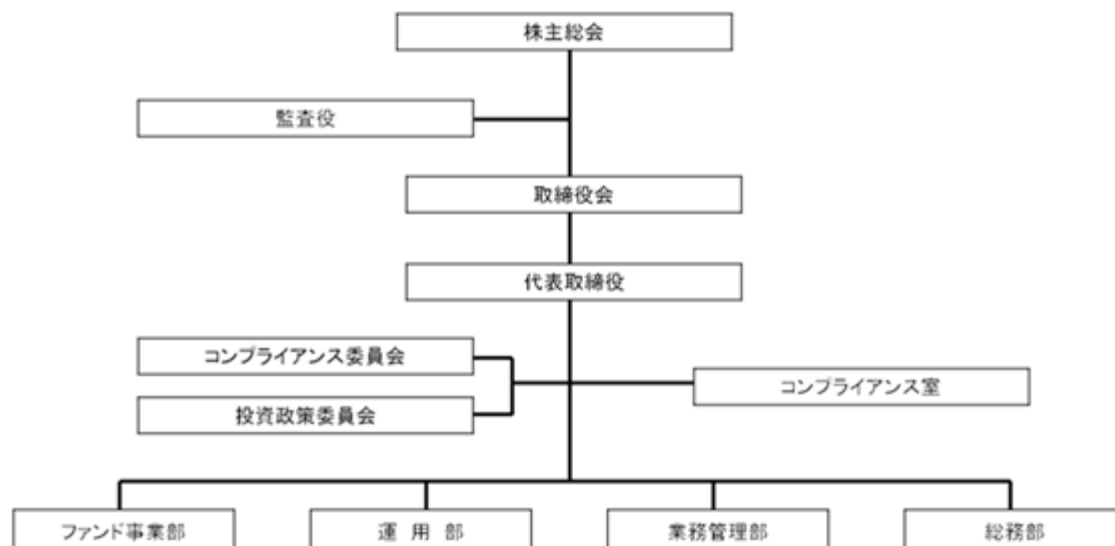 株主総会
監査役
取締役会
代表取締役
コンプライアンス委員会
コンプライアンス室
投資政策委員会
ファンド事業部
運 用 部
業務管理部
総務部